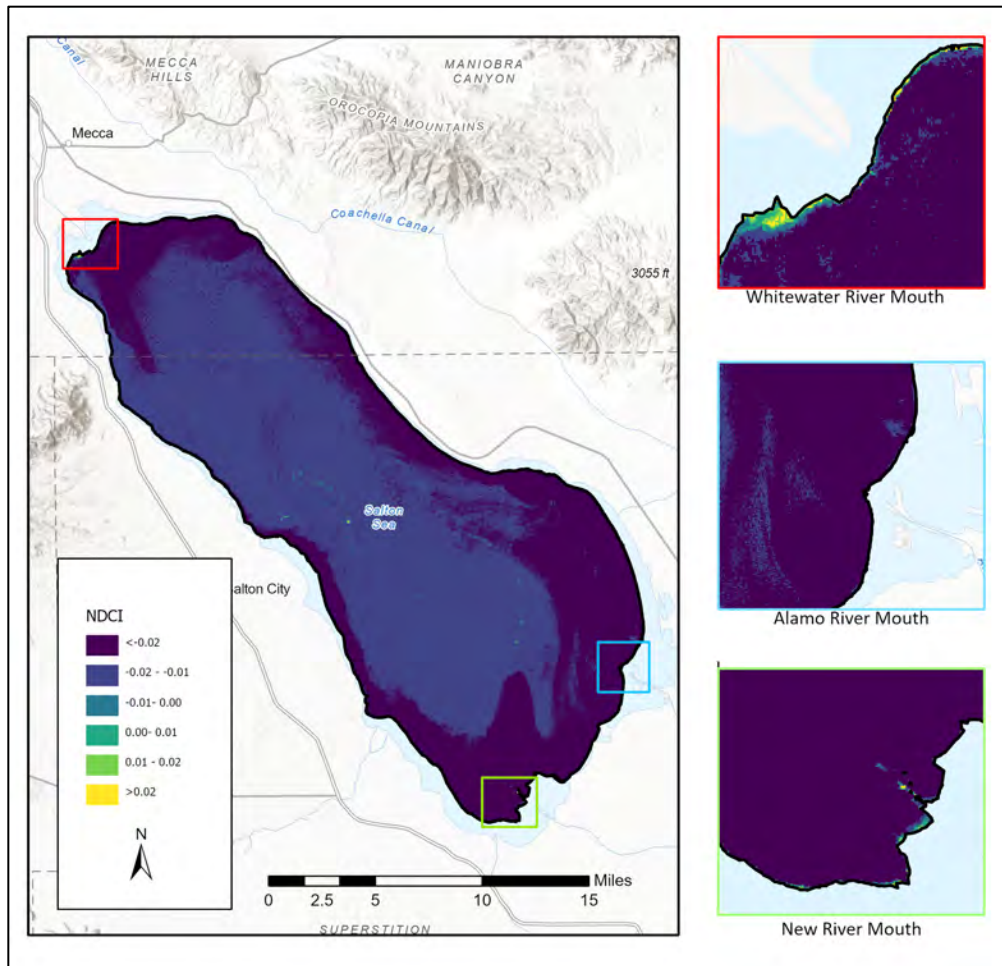 Canal
MECCA
HILLS
MANIOBRA
CANYON
OROCOPIA MOUNTAINS
Mecca
Coachella Canal
3055 ft
Salton
Sea
alton City
NDCI
<-0.02
-0.02 - -0.01
-0.01- 0.00
0.00- 0.01
0.01 - 0.02
>0.02
N
Miles
0 2.5 5 10 15
SUPERSTITION
Whitewater River Mouth
Alamo River Mouth
New River Mouth